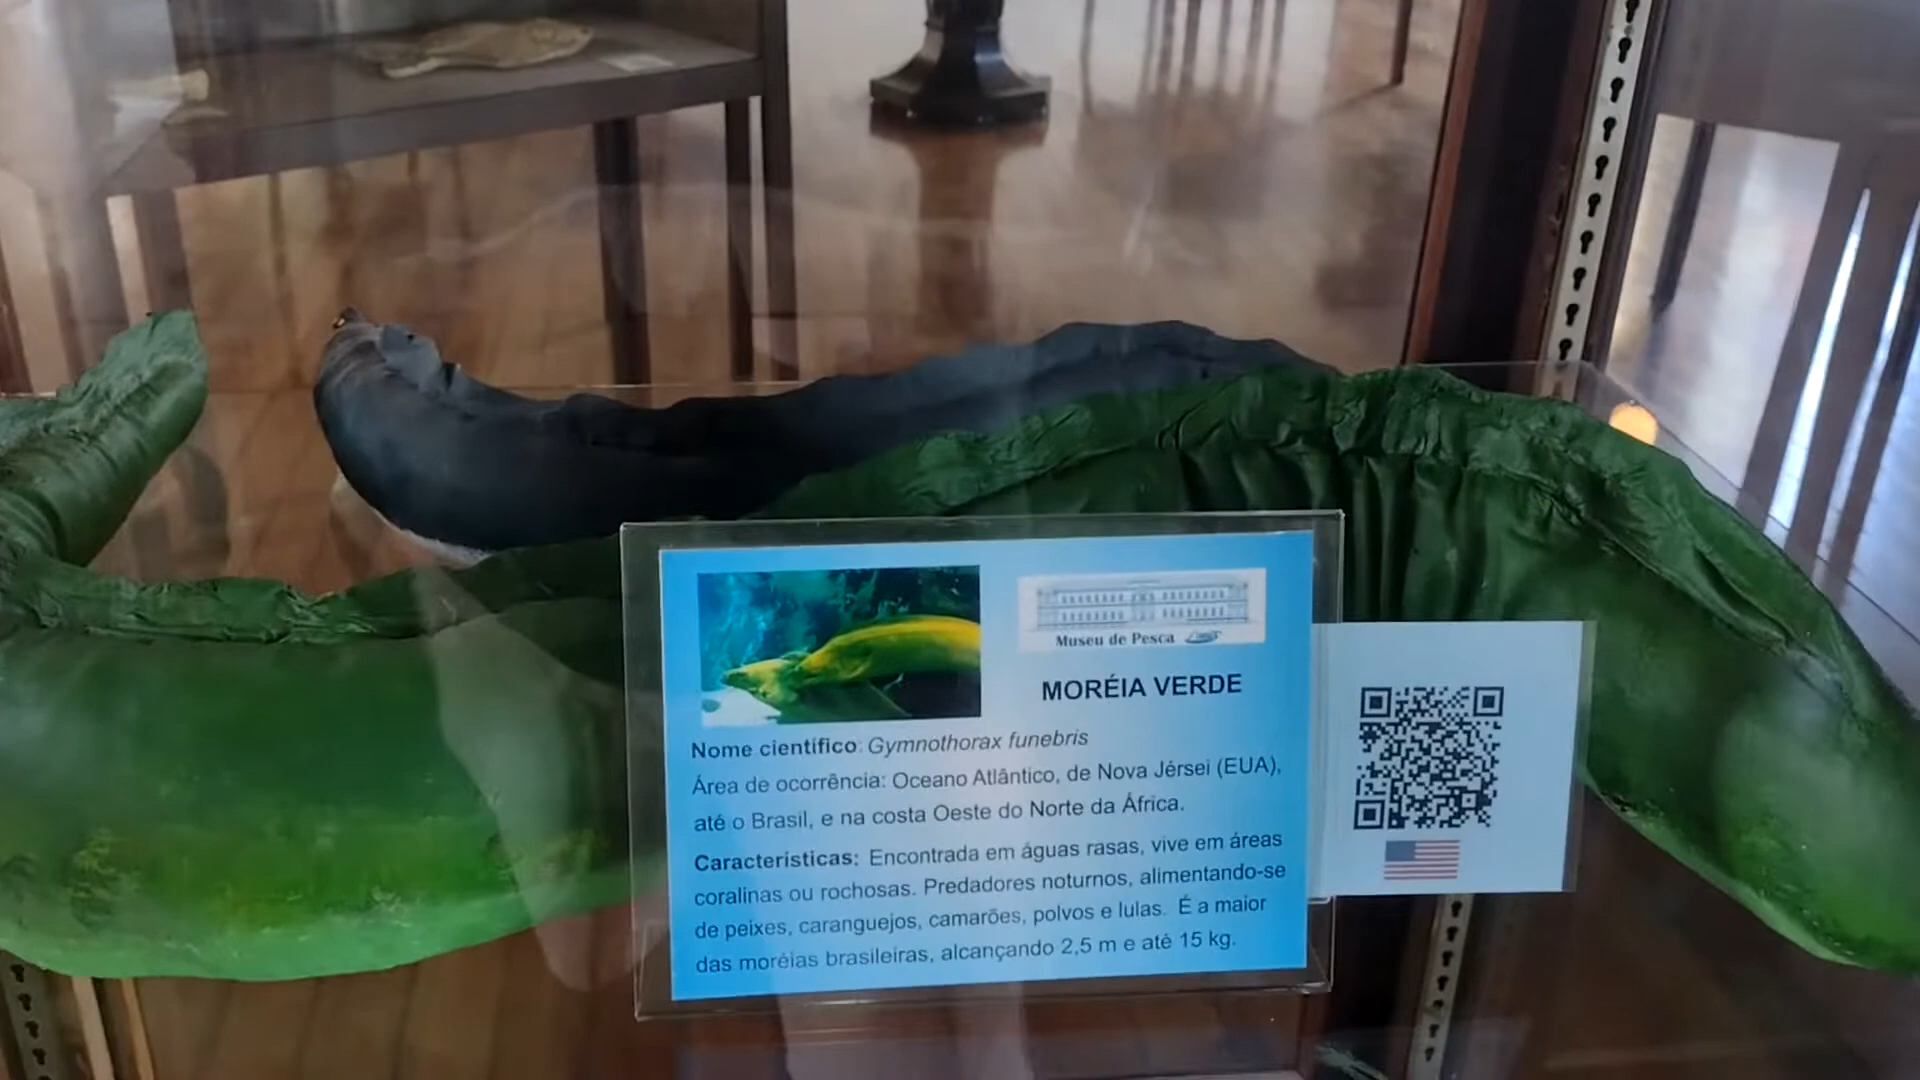 Museu de Pesca
MORÉIA VERDE
Nome científico: Gymnothorax funebris
Área de ocorrência: Oceano Atlântico, de Nova Jérsei (EUA),
até o Brasil, e na costa Oeste do Norte da África.
Características: Encontrada em águas rasas, vive em áreas
coralinas ou rochosas. Predadores noturnos, alimentando-se
de peixes, caranguejos, camarões, polvos e lulas. É a maior
das moréias brasileiras, alcançando 2,5 m e até 15 kg.